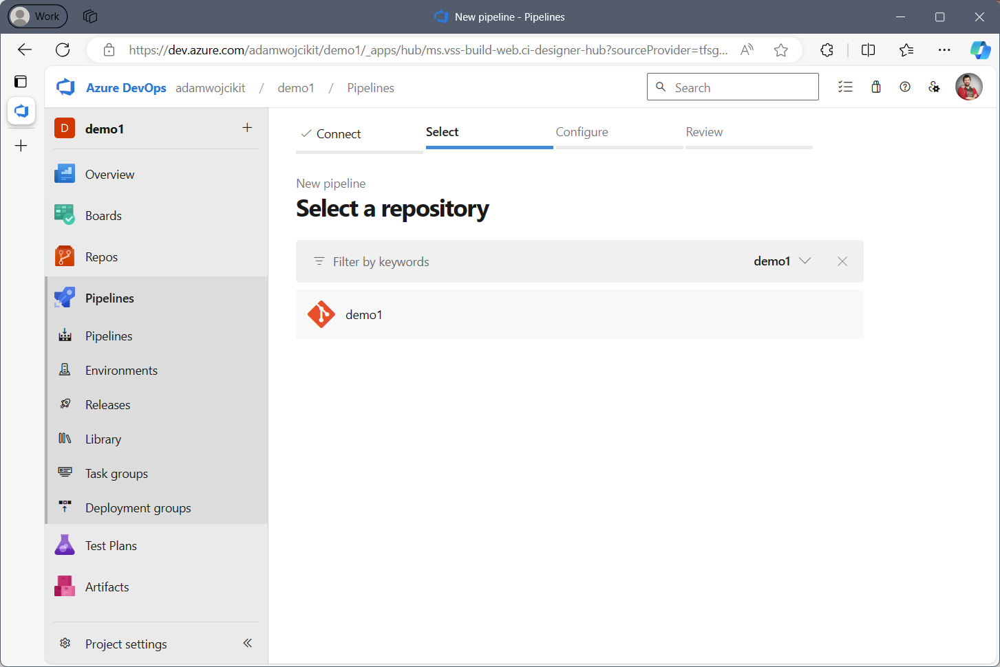 Work
New pipeline - Pipelines
https://dev.azure.com/adamwojcikit/demo1/_apps/hub/ms.vss-build-web.ci-designer-hub?sourceProvider=tfsg...
Azure DevOps adamwojcikit / demo1 / Pipelines
Search
D demo1
Overview
Boards
Repos
Pipelines
Pipelines
Environments
Releases
Library
Task groups
Deployment groups
Test Plans
Artifacts
Project settings
Connect Select Configure Review
New pipeline
Select a repository
Filter by keywords demo1
demo1